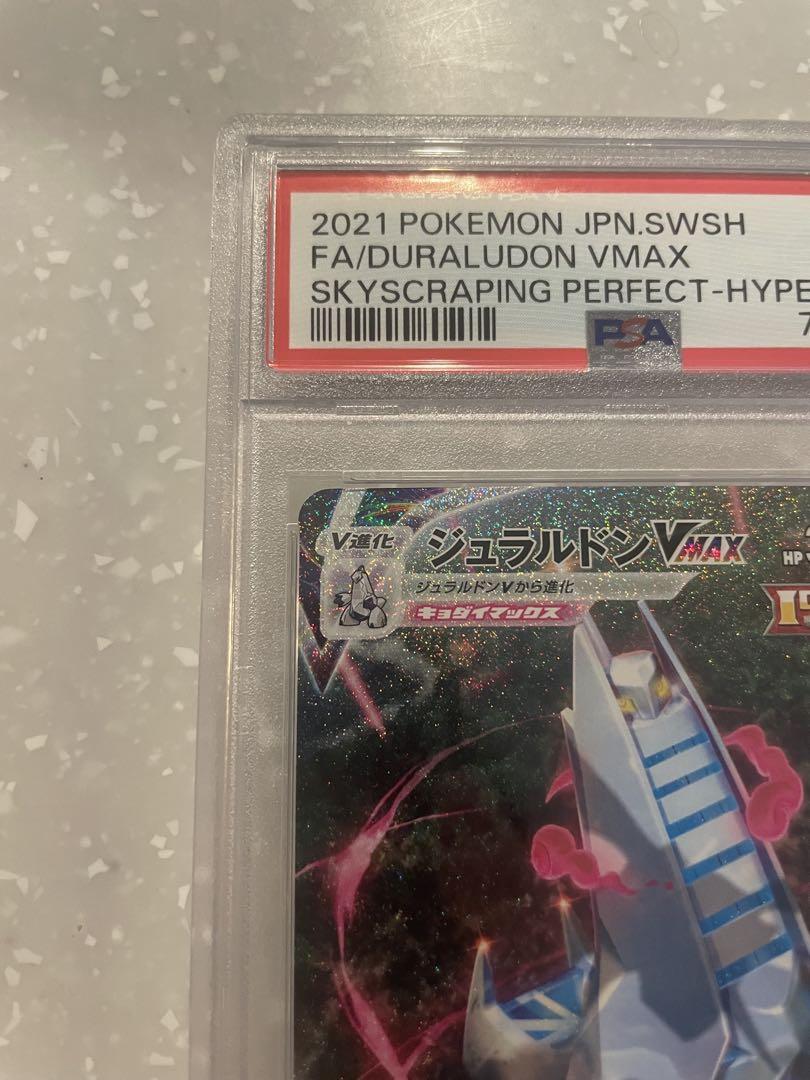 2021 POKEMON JPN.SWSH
FA/DURALUDON VMAX
SKYSCRAPING PERFECT-HYPE
PSA
7
V進化
ジュラルドンVMAX
HP
ジュラルドンVから進化
キョダイマックス